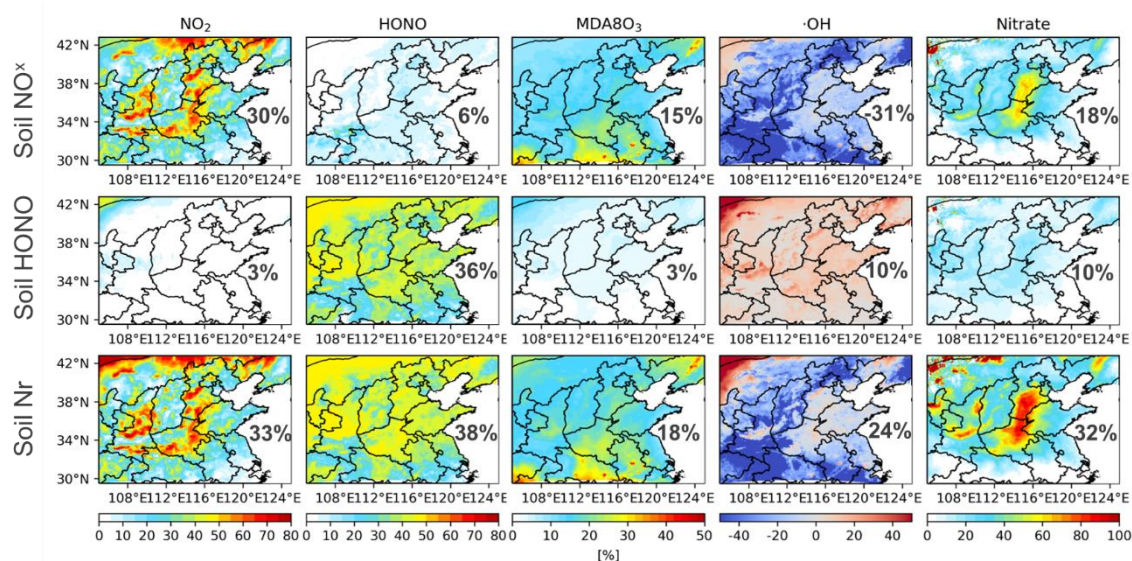 NO₂ HONO MDA8O₃ ·OH Nitrate
Soil NOˣ
42°N
38°N
34°N
30°N
30% 6% 15% -31% 18%
108°E112°E116°E120°E124°E 108°E112°E116°E120°E124°E 108°E112°E116°E120°E124°E 108°E112°E116°E120°E124°E 108°E112°E116°E120°E124°E
Soil HONO
42°N
38°N
34°N
30°N
3% 36% 3% 10% 10%
108°E112°E116°E120°E124°E 108°E112°E116°E120°E124°E 108°E112°E116°E120°E124°E 108°E112°E116°E120°E124°E 108°E112°E116°E120°E124°E
Soil Nr
42°N
38°N
34°N
30°N
33% 38% 18% 24% 32%
108°E112°E116°E120°E124°E 108°E112°E116°E120°E124°E 108°E112°E116°E120°E124°E 108°E112°E116°E120°E124°E 108°E112°E116°E120°E124°E
0 10 20 30 40 50 60 70 80 0 10 20 30 40 50 60 70 80 0 10 20 30 40 50 -40 -20 0 20 40 0 20 40 60 80 100
[%]